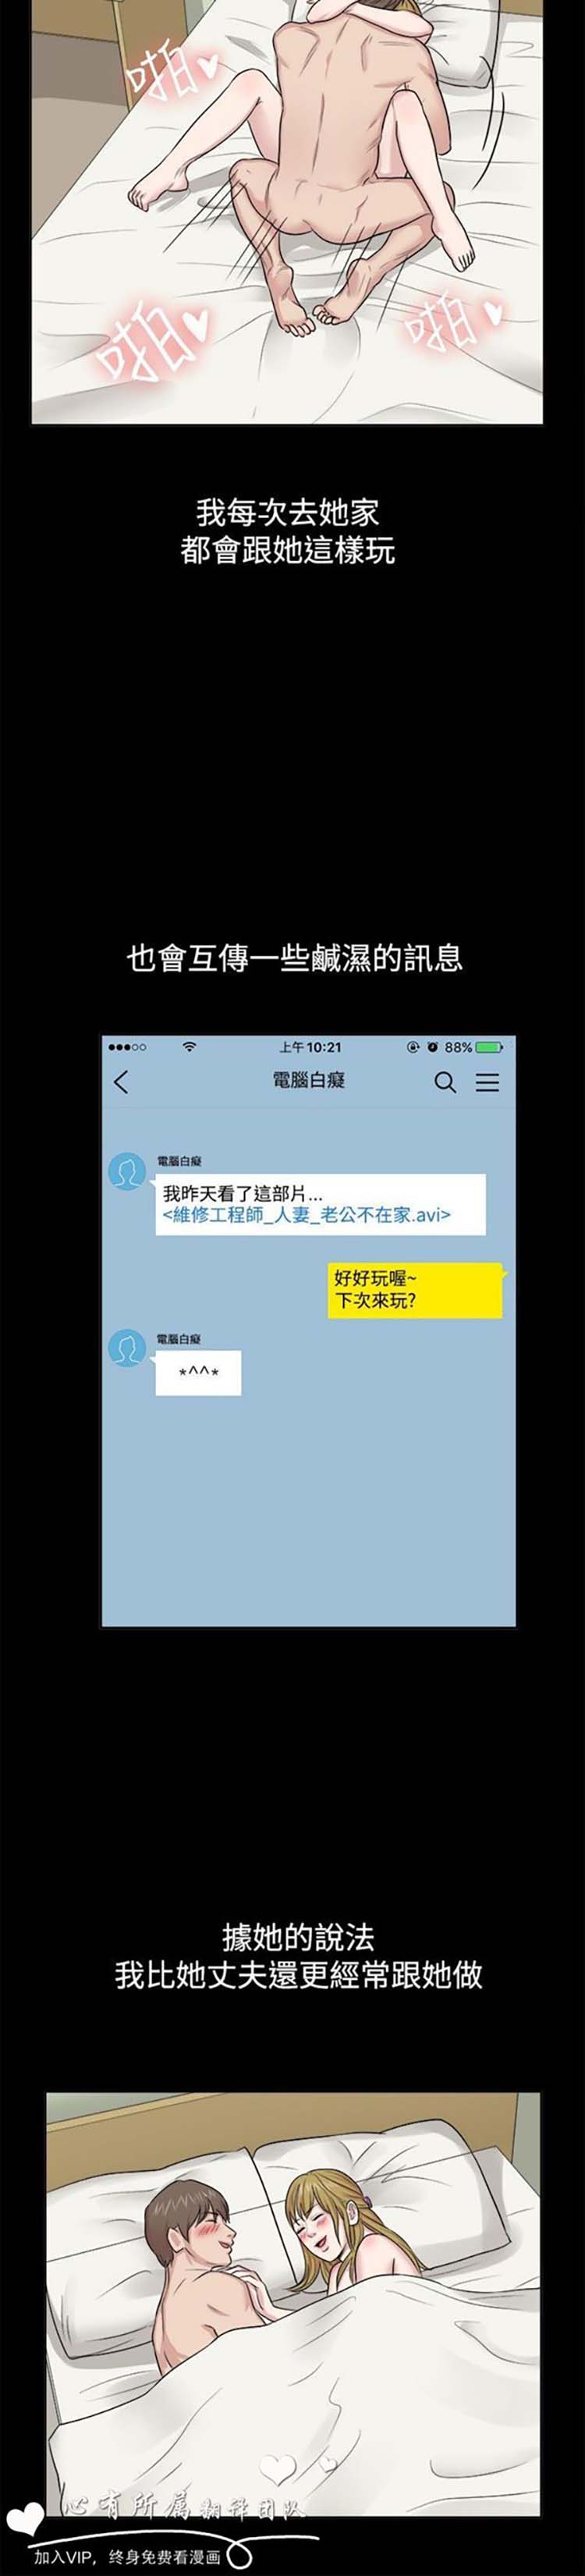 啪
啪
啪
我每次去她家
都會跟她這樣玩
也會互傳一些鹹濕的訊息
上午 10:21
88%
電腦白癡
電腦白癡
我昨天看了這部片...
<維修工程師_人妻_老公不在家.avi>
好好玩喔~
下次來玩?
電腦白癡
*^^*
據她的說法
我比她丈夫還更經常跟她做
心有所属翻译团队
加入VIP，终身免费看漫画